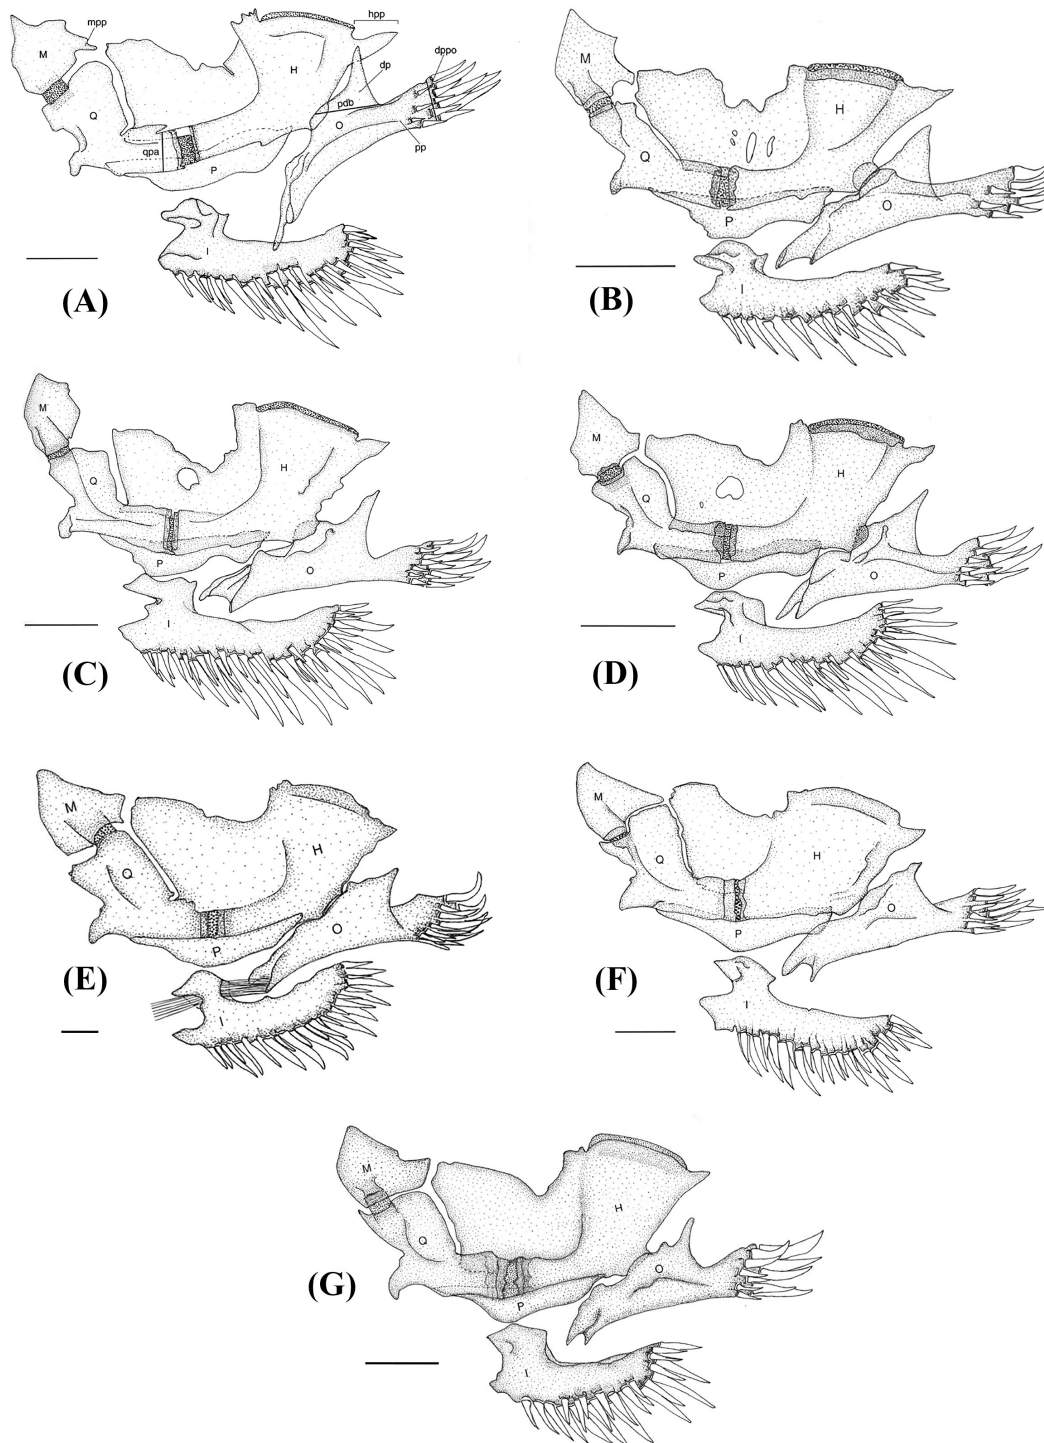 mpp hpp
M H dp dppo
Q pdb O pp
qpa P
I
(A)
M H
Q O
P
I
(B)
M H
Q
P O
I
(C)
M H
Q
P O
I
(D)
M H
Q
P O
I
(E)
M H
Q O
P
I
(F)
M H
Q O
P
I
(G)